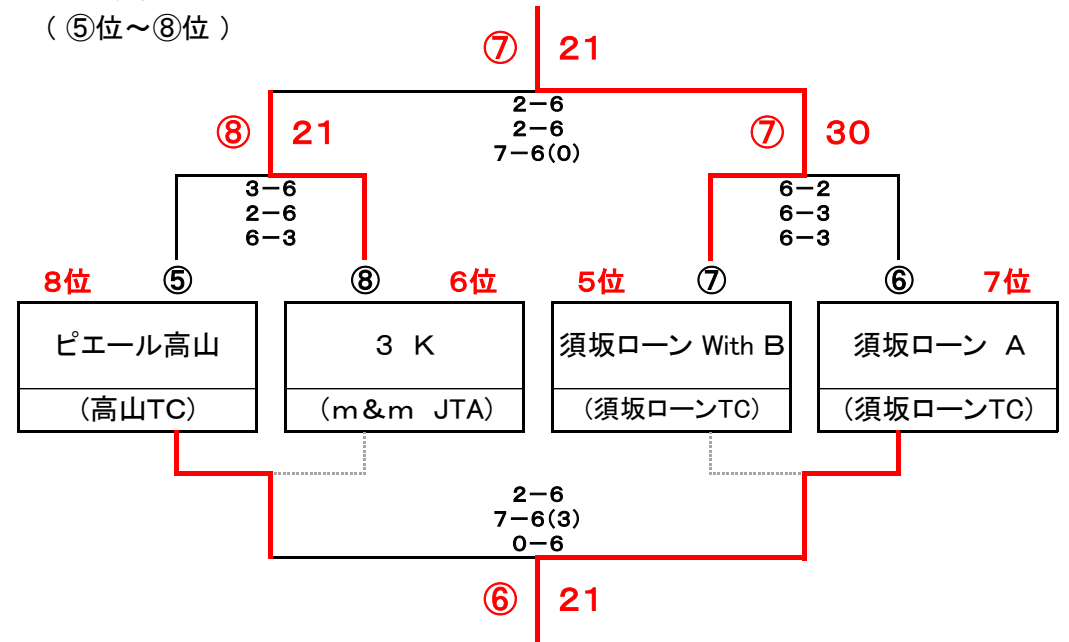 （ ⑤位～⑧位 ）
⑦ 21
2－6
2－6
7－6(0)
⑧ 21
⑦ 30
3－6
2－6
6－3
6－2
6－3
6－3
8位 ⑤
⑧ 6位
5位 ⑦
⑥ 7位
ピエール高山
3 K
須坂ローン With B
須坂ローン A
(高山TC)
(m&m JTA)
(須坂ローンTC)
(須坂ローンTC)
2－6
7－6(3)
0－6
⑥ 21